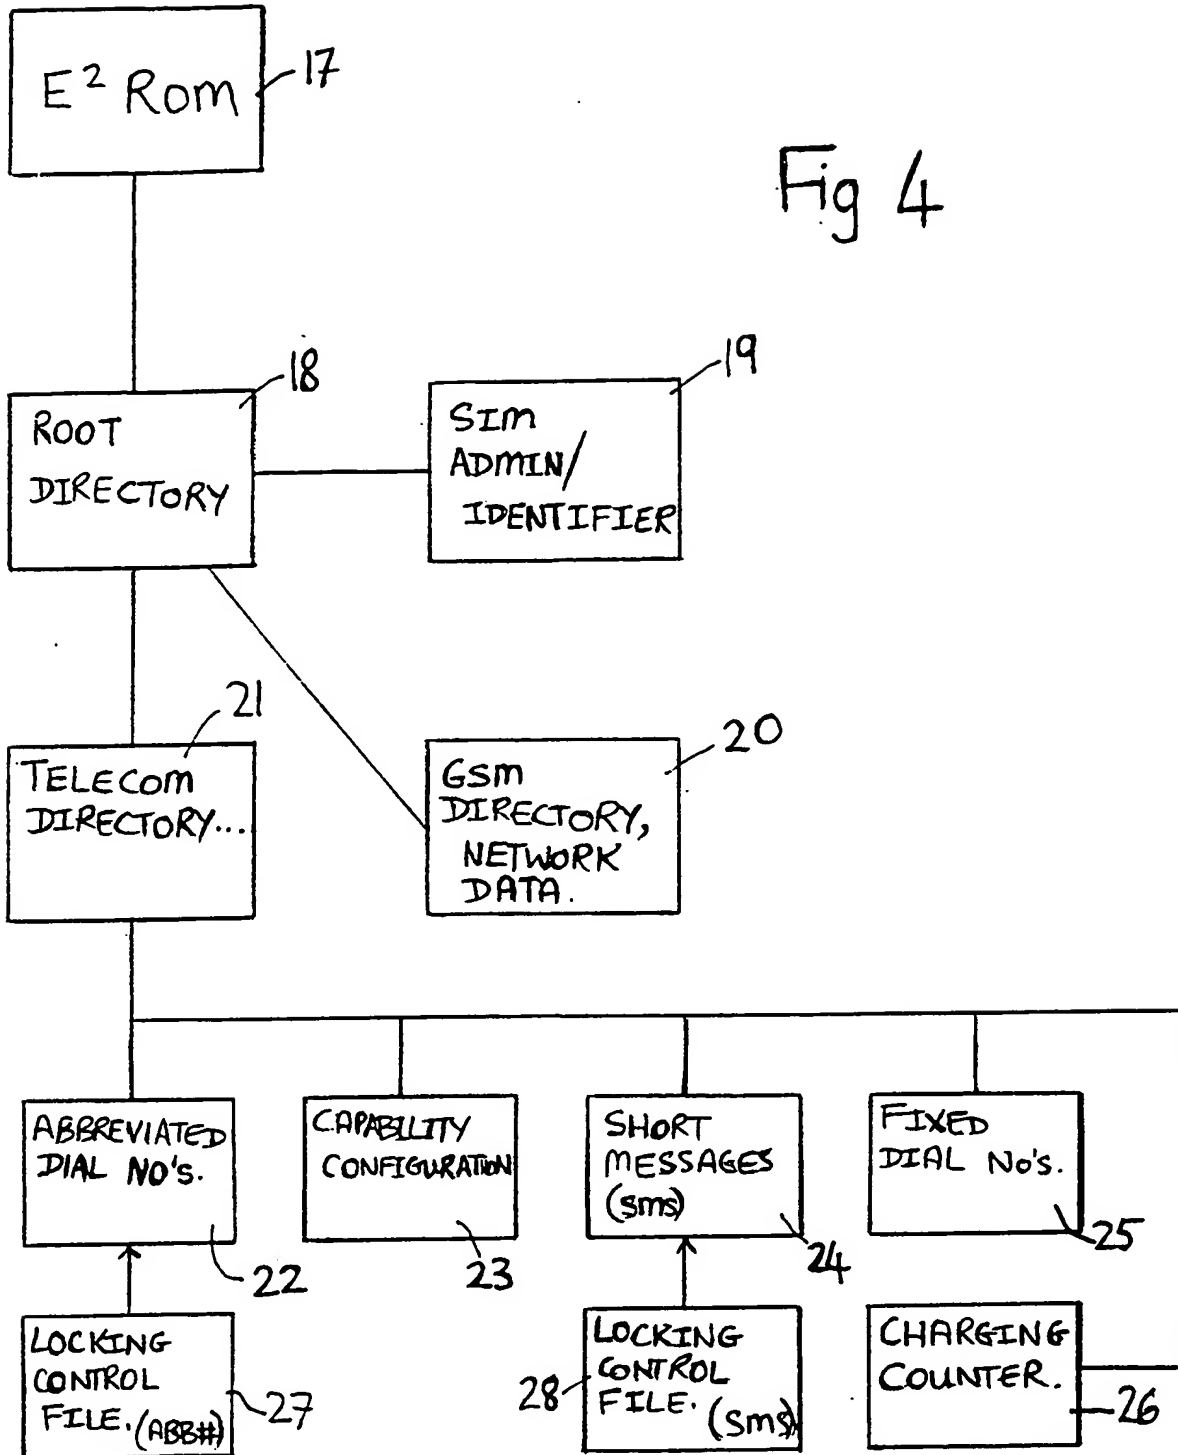 E² Rom
17
Fig 4
18
ROOT
DIRECTORY
19
SIM
ADMIN/
IDENTIFIER
21
TELECOM
DIRECTORY...
20
GSM
DIRECTORY,
NETWORK
DATA.
ABBREVIATED
DIAL NO's.
22
CAPABILITY
CONFIGURATION
23
SHORT
MESSAGES
(sms)
24
FIXED
DIAL No's.
25
LOCKING
CONTROL
FILE. (ABB#)
27
28
LOCKING
CONTROL
FILE. (Sms)
CHARGING
COUNTER.
26